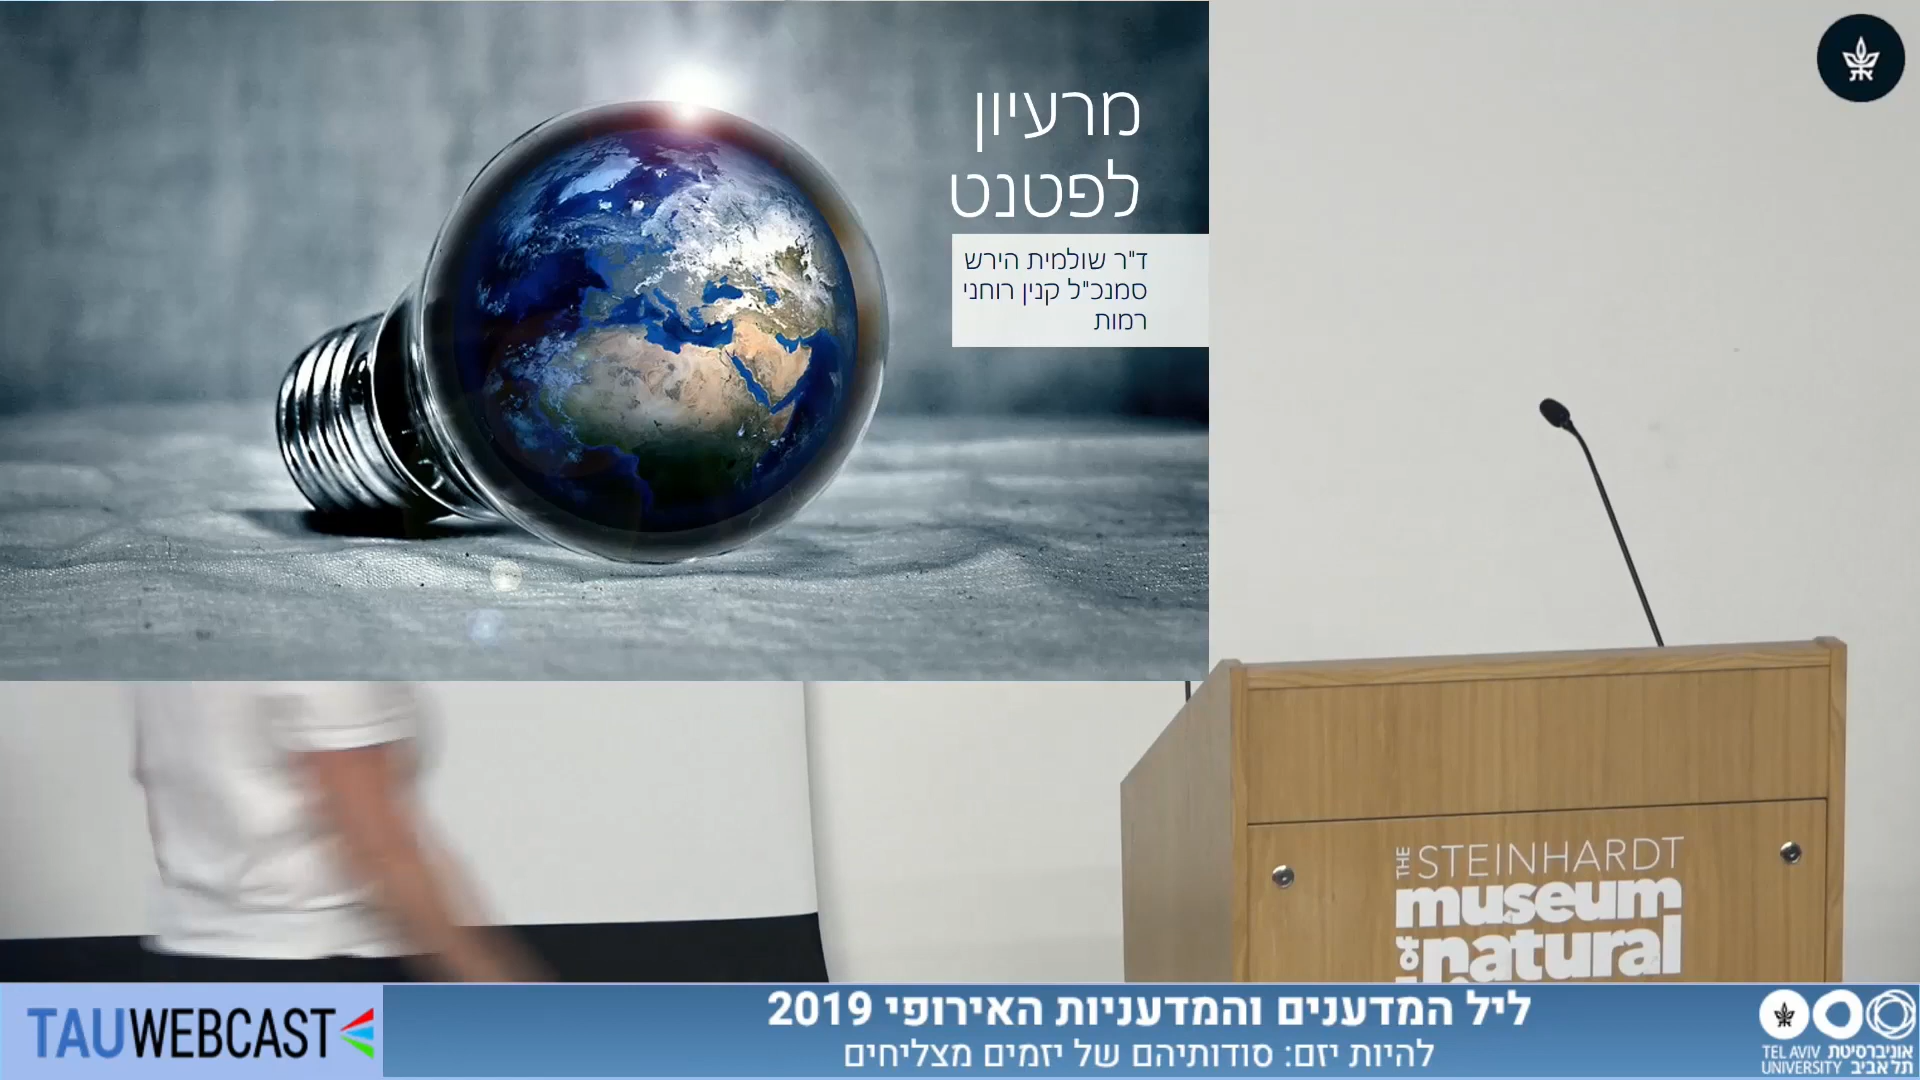 מרעיון
לפטנט
ד"ר שולמית הירש
סמנכ"ל קנין רוחני
רמות
THE STEINHARDT
museum
of natural
TAUWEBCAST
ליל המדענים והמדעניות האירופי 2019
להיות יזם: סודותיהם של יזמים מצליחים
TEL AVIV אוניברסיטת
UNIVERSITY תל אביב